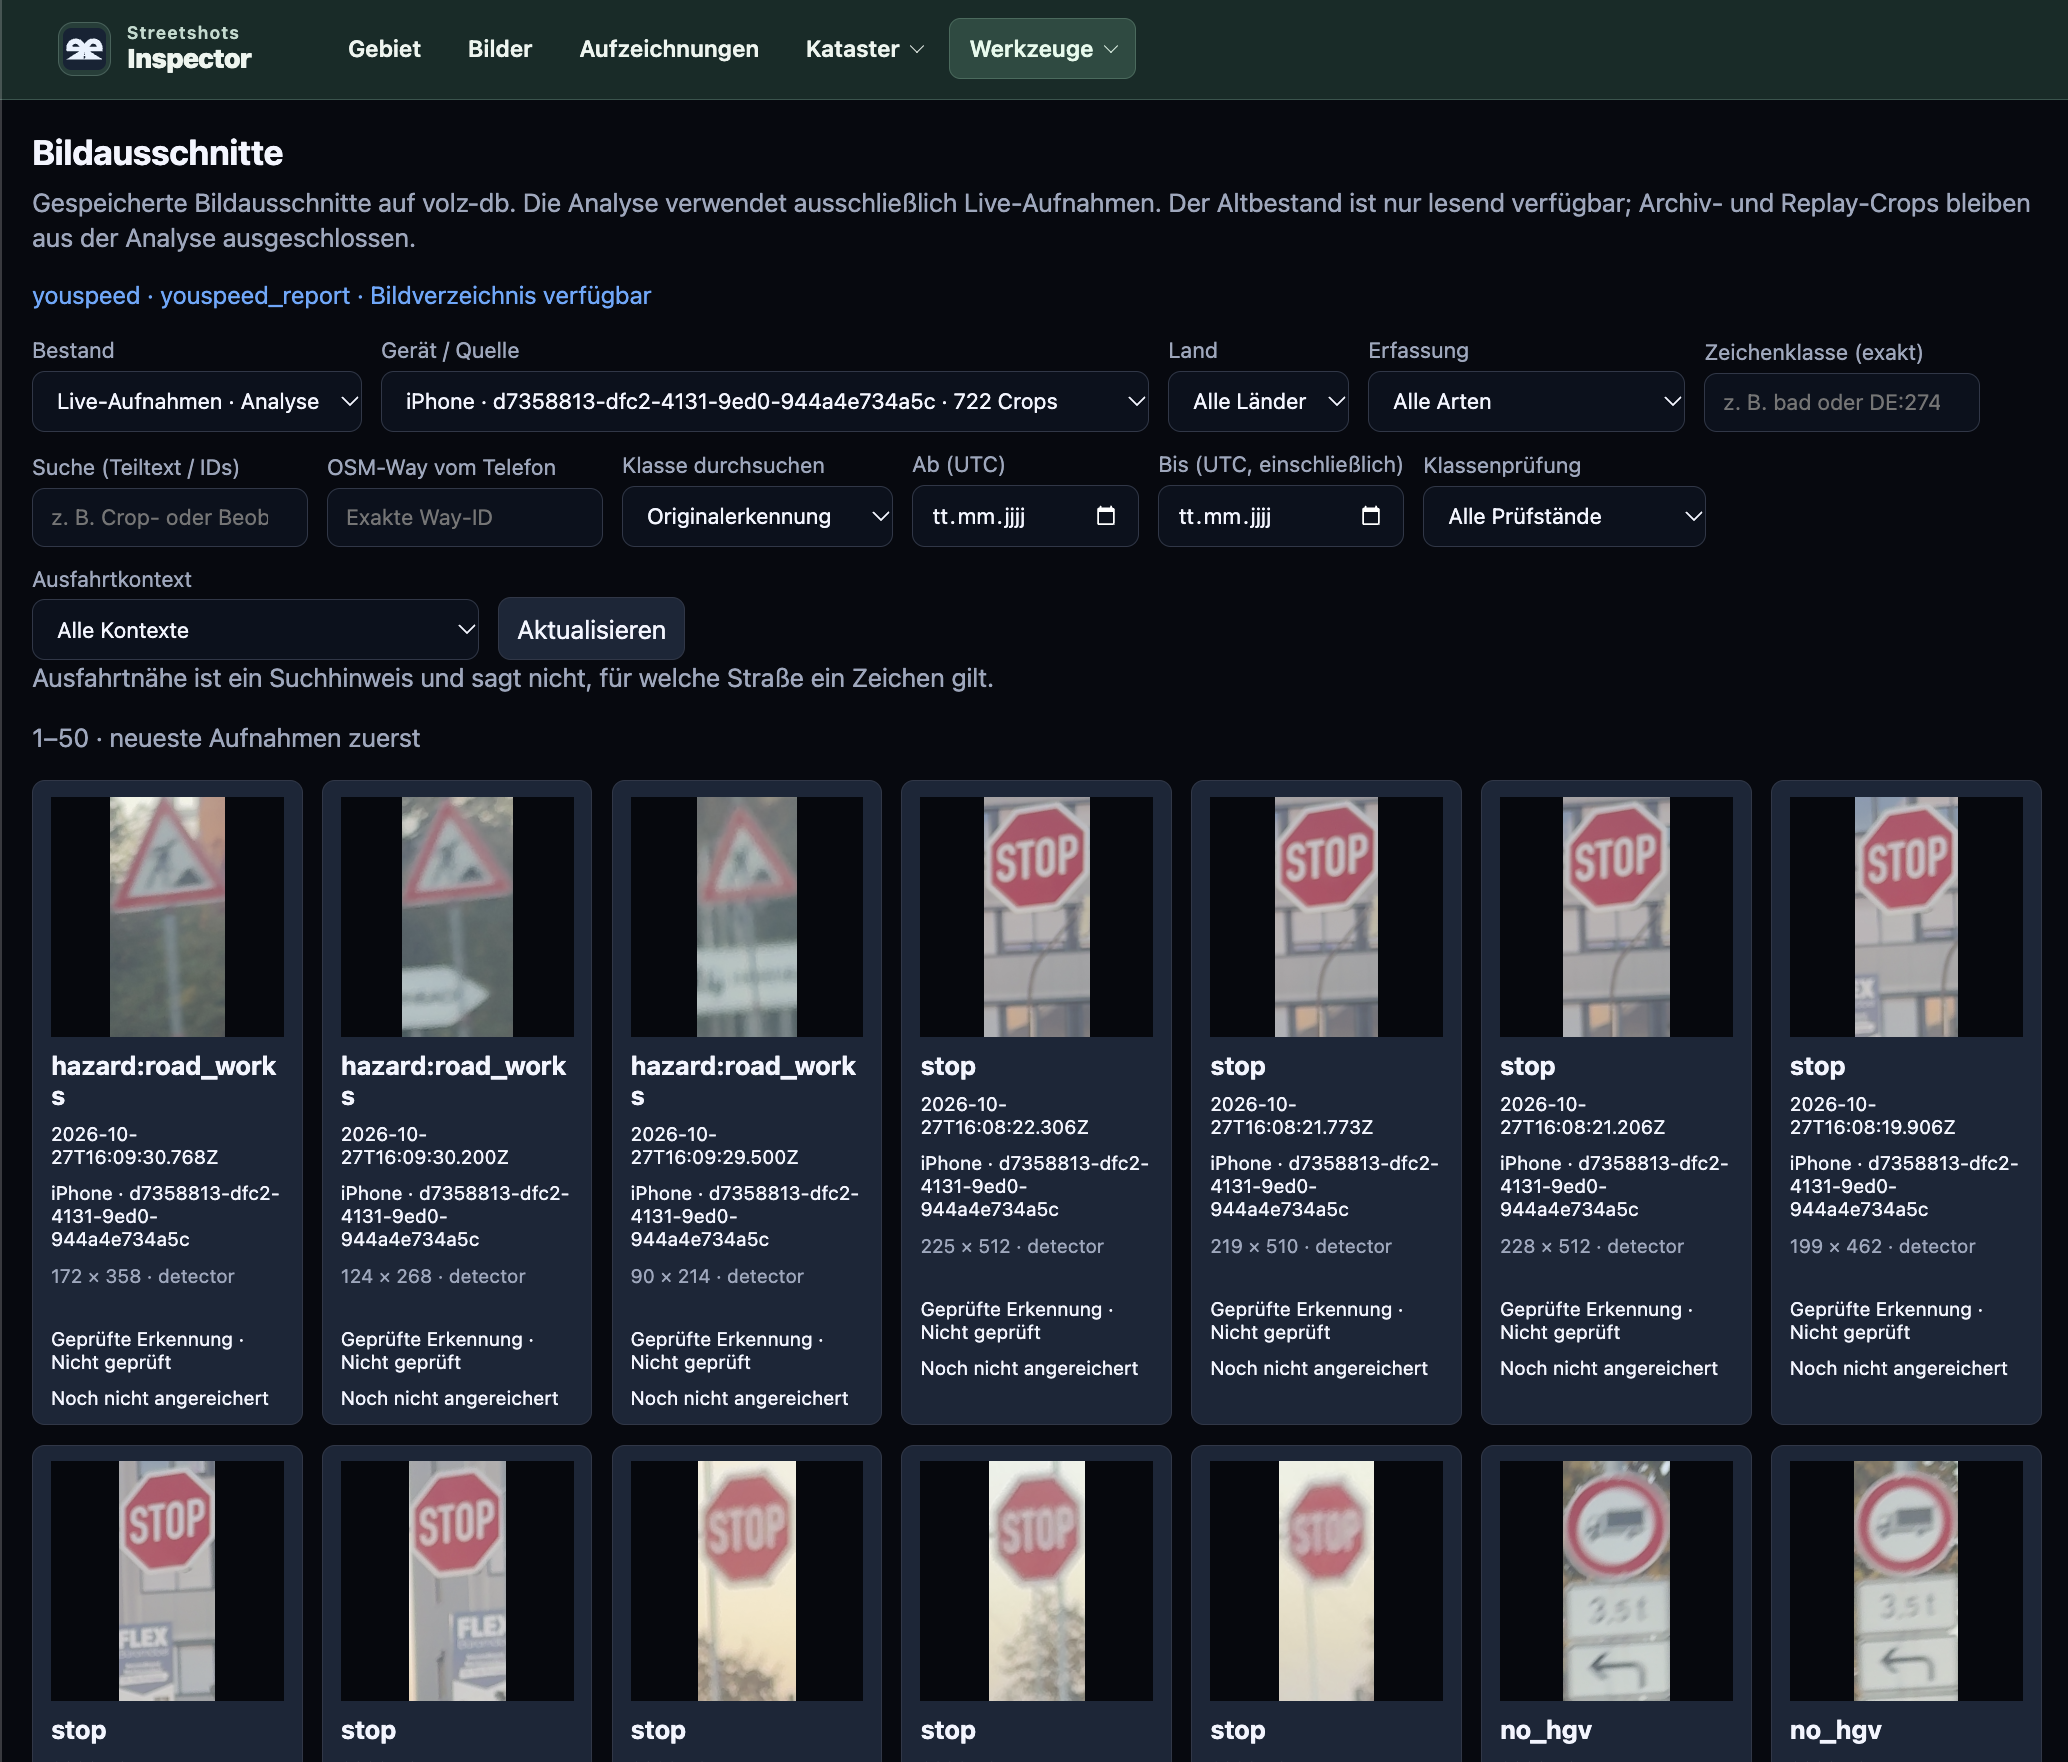 Streetshots
Inspector
Gebiet
Bilder
Aufzeichnungen
Kataster
Werkzeuge
Bildausschnitte
Gespeicherte Bildausschnitte auf volz-db. Die Analyse verwendet ausschließlich Live-Aufnahmen. Der Altbestand ist nur lesend verfügbar; Archiv- und Replay-Crops bleiben
aus der Analyse ausgeschlossen.
youspeed · youspeed_report · Bildverzeichnis verfügbar
Bestand
Gerät / Quelle
Land
Erfassung
Zeichenklasse (exakt)
Live-Aufnahmen · Analyse
iPhone · d7358813-dfc2-4131-9ed0-944a4e734a5c · 722 Crops
Alle Länder
Alle Arten
z. B. bad oder DE:274
Suche (Teiltext / IDs)
OSM-Way vom Telefon
Klasse durchsuchen
Ab (UTC)
Bis (UTC, einschließlich)
Klassenprüfung
z. B. Crop- oder Beob
Exakte Way-ID
Originalerkennung
tt.mm.jjjj
tt.mm.jjjj
Alle Prüfstände
Ausfahrtkontext
Alle Kontexte
Aktualisieren
Ausfahrtnähe ist ein Suchhinweis und sagt nicht, für welche Straße ein Zeichen gilt.
1–50 · neueste Aufnahmen zuerst
hazard:road_work
s
2026-10-
27T16:09:30.768Z
iPhone · d7358813-dfc2-
4131-9ed0-
944a4e734a5c
172 × 358 · detector
Geprüfte Erkennung ·
Nicht geprüft
Noch nicht angereichert
hazard:road_work
s
2026-10-
27T16:09:30.200Z
iPhone · d7358813-dfc2-
4131-9ed0-
944a4e734a5c
124 × 268 · detector
Geprüfte Erkennung ·
Nicht geprüft
Noch nicht angereichert
hazard:road_work
s
2026-10-
27T16:09:29.500Z
iPhone · d7358813-dfc2-
4131-9ed0-
944a4e734a5c
90 × 214 · detector
Geprüfte Erkennung ·
Nicht geprüft
Noch nicht angereichert
STOP
stop
2026-10-
27T16:08:22.306Z
iPhone · d7358813-dfc2-
4131-9ed0-
944a4e734a5c
225 × 512 · detector
Geprüfte Erkennung ·
Nicht geprüft
Noch nicht angereichert
STOP
stop
2026-10-
27T16:08:21.773Z
iPhone · d7358813-dfc2-
4131-9ed0-
944a4e734a5c
219 × 510 · detector
Geprüfte Erkennung ·
Nicht geprüft
Noch nicht angereichert
STOP
stop
2026-10-
27T16:08:21.206Z
iPhone · d7358813-dfc2-
4131-9ed0-
944a4e734a5c
228 × 512 · detector
Geprüfte Erkennung ·
Nicht geprüft
Noch nicht angereichert
STOP
EX
stop
2026-10-
27T16:08:19.906Z
iPhone · d7358813-dfc2-
4131-9ed0-
944a4e734a5c
199 × 462 · detector
Geprüfte Erkennung ·
Nicht geprüft
Noch nicht angereichert
STOP
FLEX
stop
STOP
FLEX
stop
STOP
stop
STOP
stop
STOP
stop
3,5 t
no_hgv
3,5 t
no_hgv